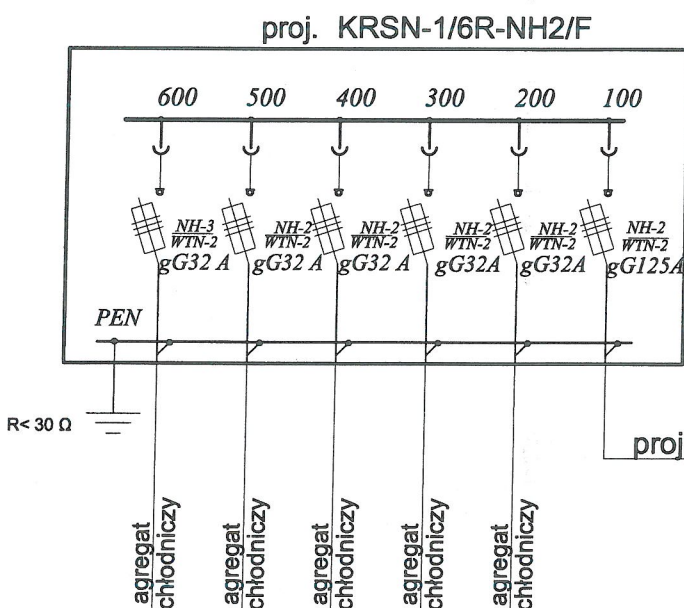 proj. KRSN-1/6R-NH2/F
600 500 400 300 200 100
NH-3 NH-2 NH-2 NH-2 NH-2 NH-2
WTN-2 WTN-2 WTN-2 WTN-2 WTN-2 WTN-2
gG32 A gG32 A gG32 A gG32A gG32A gG125A
PEN
R< 30 Ω
proj
agregat
chłodniczy
agregat
chłodniczy
agregat
chłodniczy
agregat
chłodniczy
agregat
chłodniczy